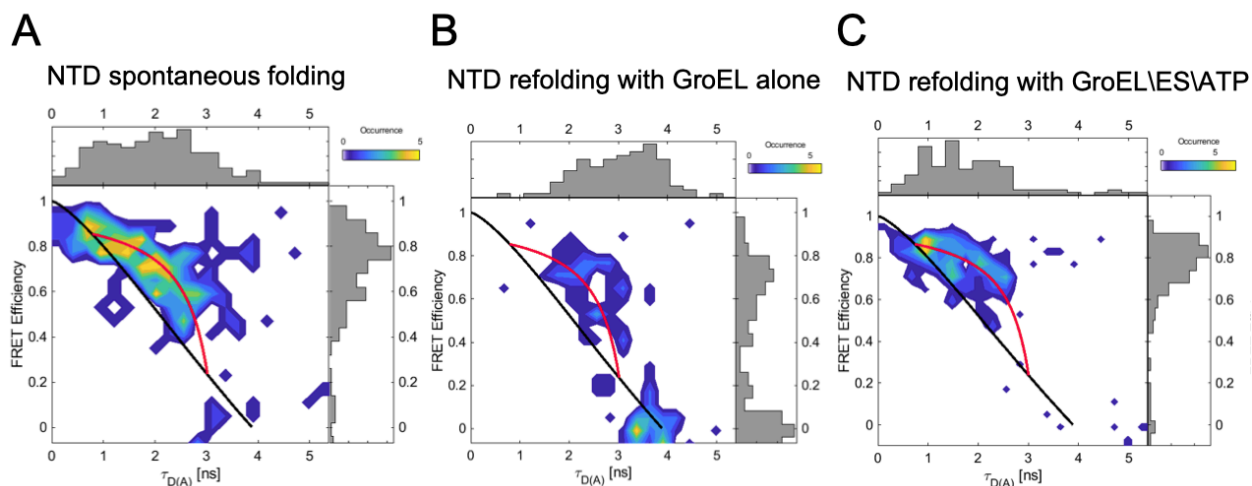 A
NTD spontaneous folding
0 1 2 3 4 5
Occurrence
0 5
1
0.8
0.6
0.4
0.2
0
FRET Efficiency
1
0.8
0.6
0.4
0.2
0
0 1 2 3 4 5
τD(A) [ns]
B
NTD refolding with GroEL alone
0 1 2 3 4 5
Occurrence
0 5
1
0.8
0.6
0.4
0.2
0
FRET Efficiency
1
0.8
0.6
0.4
0.2
0
0 1 2 3 4 5
τD(A) [ns]
C
NTD refolding with GroEL\ES\ATP
0 1 2 3 4 5
Occurrence
0 5
1
0.8
0.6
0.4
0.2
0
FRET Efficiency
1
0.8
0.6
0.4
0.2
0
0 1 2 3 4 5
τD(A) [ns]